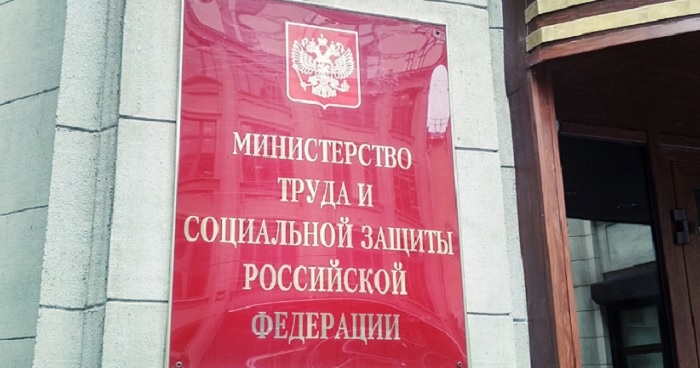 МИНИСТЕРСТВО
ТРУДА И
СОЦИАЛЬНОЙ ЗАЩИТЫ
РОССИЙСКОЙ
ФЕДЕРАЦИИ